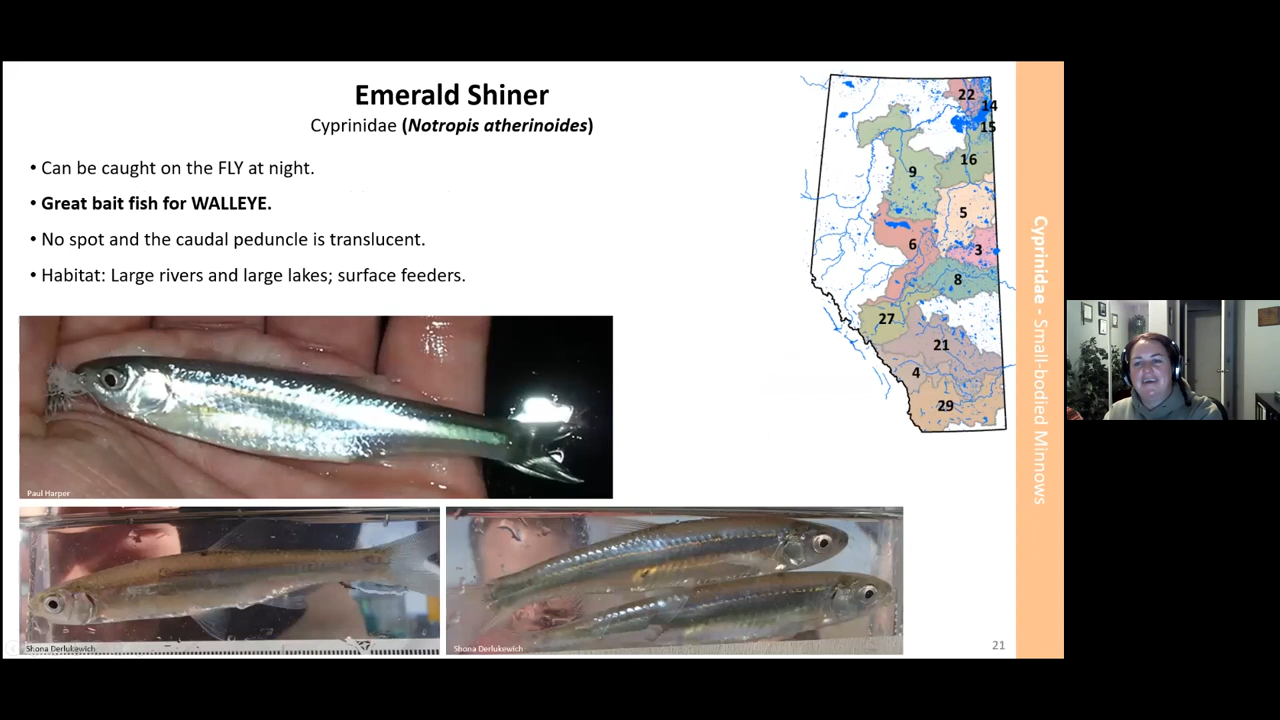 Emerald Shiner
Cyprinidae (Notropis atherinoides)
• Can be caught on the FLY at night.
• Great bait fish for WALLEYE.
• No spot and the caudal peduncle is translucent.
• Habitat: Large rivers and large lakes; surface feeders.
22
14
15
16
9
5
6
3
8
27
21
4
29
Cyprinidae - Small-bodied Minnows
Paul Harper
Shona Derlukewich
Shona Derlukewich
21